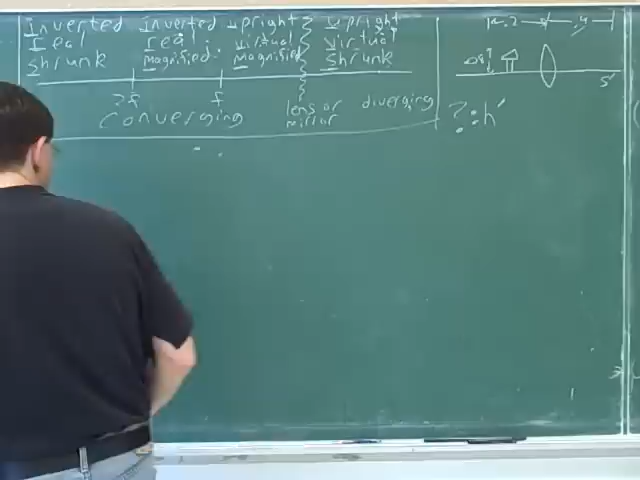 Inverted Inverted upright upright
Real real. virtual virtual
Shrunk magnified. magnified shrunk
2f f
Converging lens or mirror diverging
.2 .4
.08
s'
?: h'